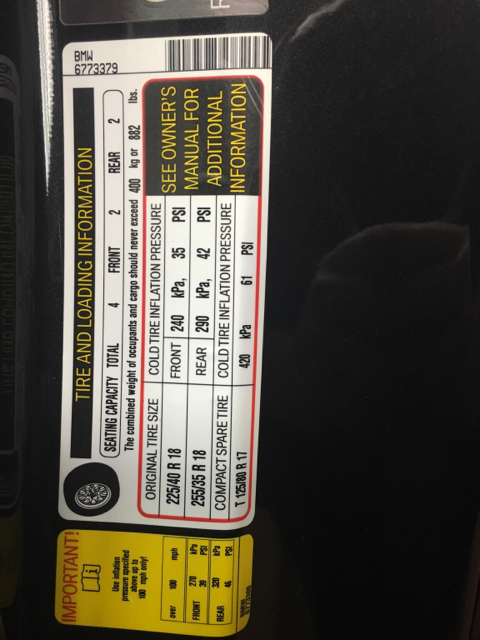 BMW
6773379
TIRE AND LOADING INFORMATION
SEATING CAPACITY TOTAL 4 FRONT 2 REAR 2
The combined weight of occupants and cargo should never exceed 400 kg or 882 lbs.
ORIGINAL TIRE SIZE COLD TIRE INFLATION PRESSURE
225/40 R 18 FRONT 240 kPa, 35 PSI
255/35 R 18 REAR 290 kPa, 42 PSI
COMPACT SPARE TIRE COLD TIRE INFLATION PRESSURE
T 125/80 R 17 420 kPa 61 PSI
SEE OWNER'S
MANUAL FOR
ADDITIONAL
INFORMATION
IMPORTANT!
Use inflation
pressure specified
above up to
100 mph only!
over 100 mph
FRONT 270 kPa
39 PSI
REAR 320 kPa
46 PSI